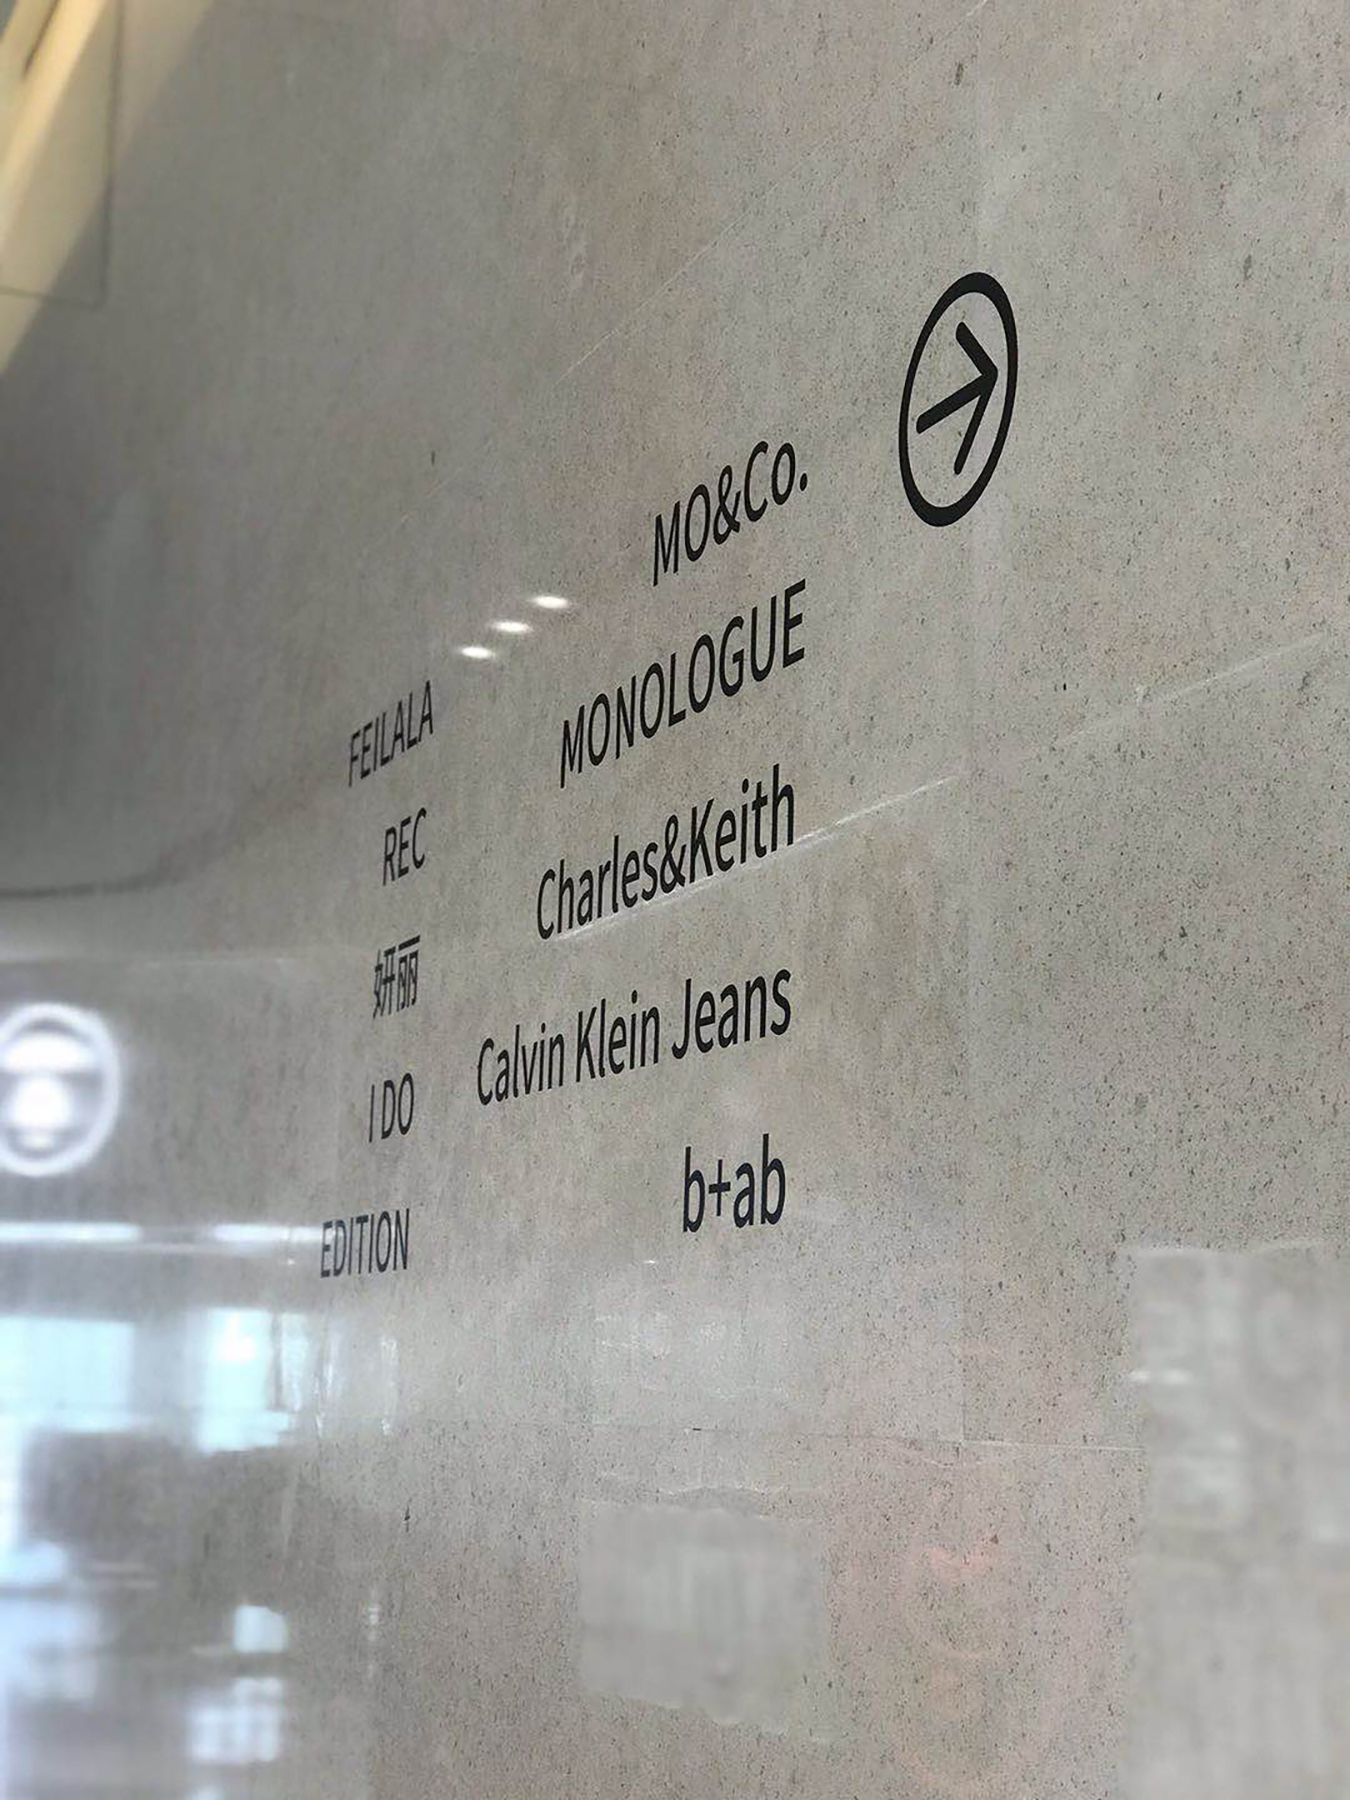 FEILALA
REC
妍丽
I DO
EDITION
MO&Co.
MONOLOGUE
Charles&Keith
Calvin Klein Jeans
b+ab